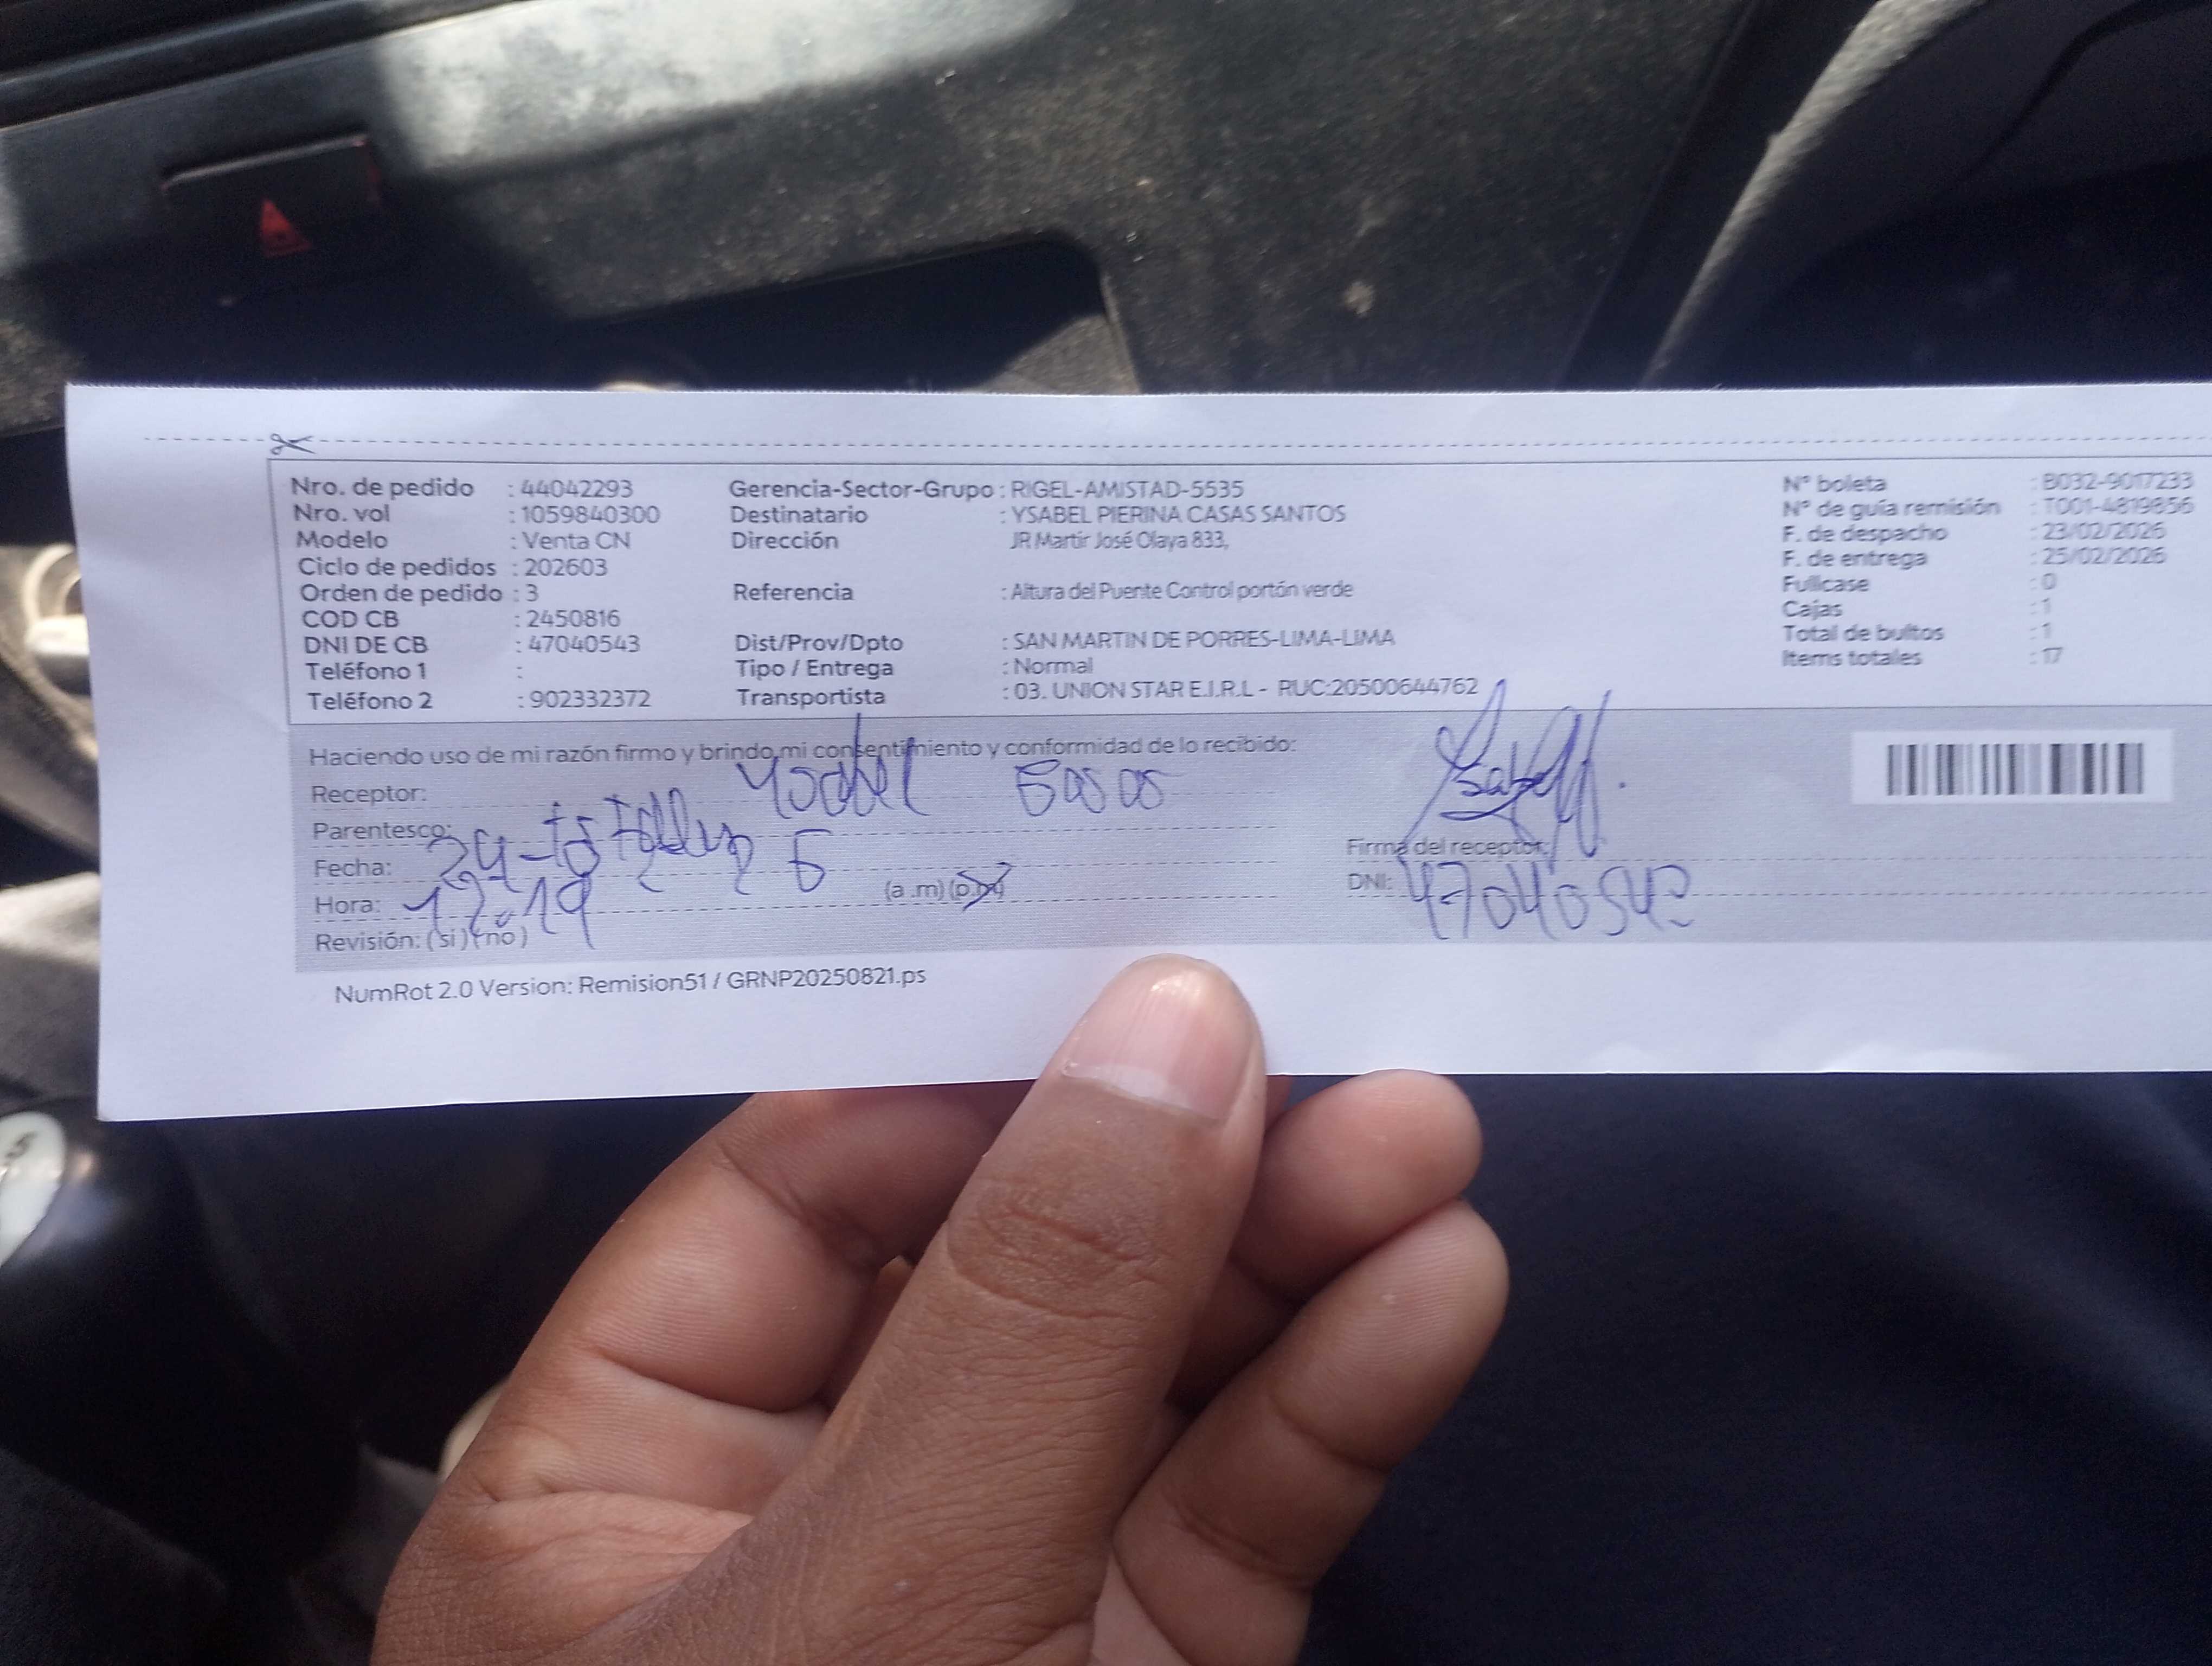 Nro. de pedido : 44042293
Nro. vol : 1059840300
Modelo : Venta CN
Ciclo de pedidos : 202603
Orden de pedido : 3
COD CB : 2450816
DNI DE CB : 47040543
Teléfono 1 :
Teléfono 2 : 902332372
Gerencia-Sector-Grupo : RIGEL-AMISTAD-5535
Destinatario : YSABEL PIERINA CASAS SANTOS
Dirección JR Martir José Olaya 833,
Referencia : Altura del Puente Control portón verde
Dist/Prov/Dpto : SAN MARTIN DE PORRES-LIMA-LIMA
Tipo / Entrega : Normal
Transportista : 03. UNION STAR E.I.R.L - RUC:20500644762
N° boleta : B032-9017233
N° de guía remisión : T001-4819856
F. de despacho : 23/02/2026
F. de entrega : 25/02/2026
Fullcase : 0
Cajas : 1
Total de bultos : 1
Items totales : 17
Haciendo uso de mi razón firmo y brindo mi consentimiento y conformidad de lo recibido:
Receptor: Ysabel
Parentesco:
Fecha: 24
Hora: 12:19 (a .m) (p.m)
Revisión: ( si ) ( no )
Firma del receptor:
DNI: 47040543
NumRot 2.0 Version: Remision51 / GRNP20250821.ps
5